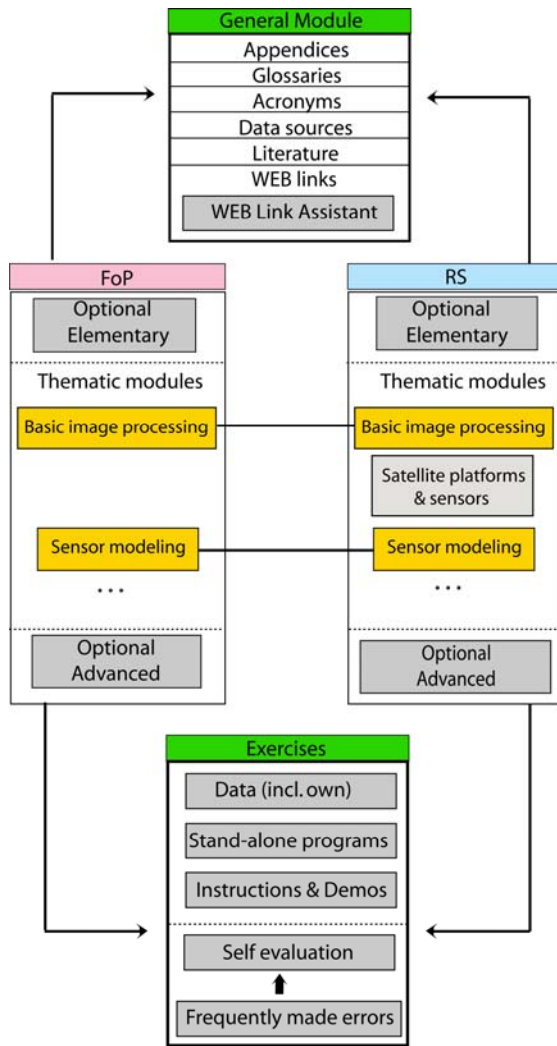 General Module
Appendices
Glossaries
Acronyms
Data sources
Literature
WEB links
WEB Link Assistant
FoP
Optional
Elementary
Thematic modules
Basic image processing
Sensor modeling
...
Optional
Advanced
RS
Optional
Elementary
Thematic modules
Basic image processing
Satellite platforms
& sensors
Sensor modeling
...
Optional
Advanced
Exercises
Data (incl. own)
Stand-alone programs
Instructions & Demos
Self evaluation
Frequently made errors